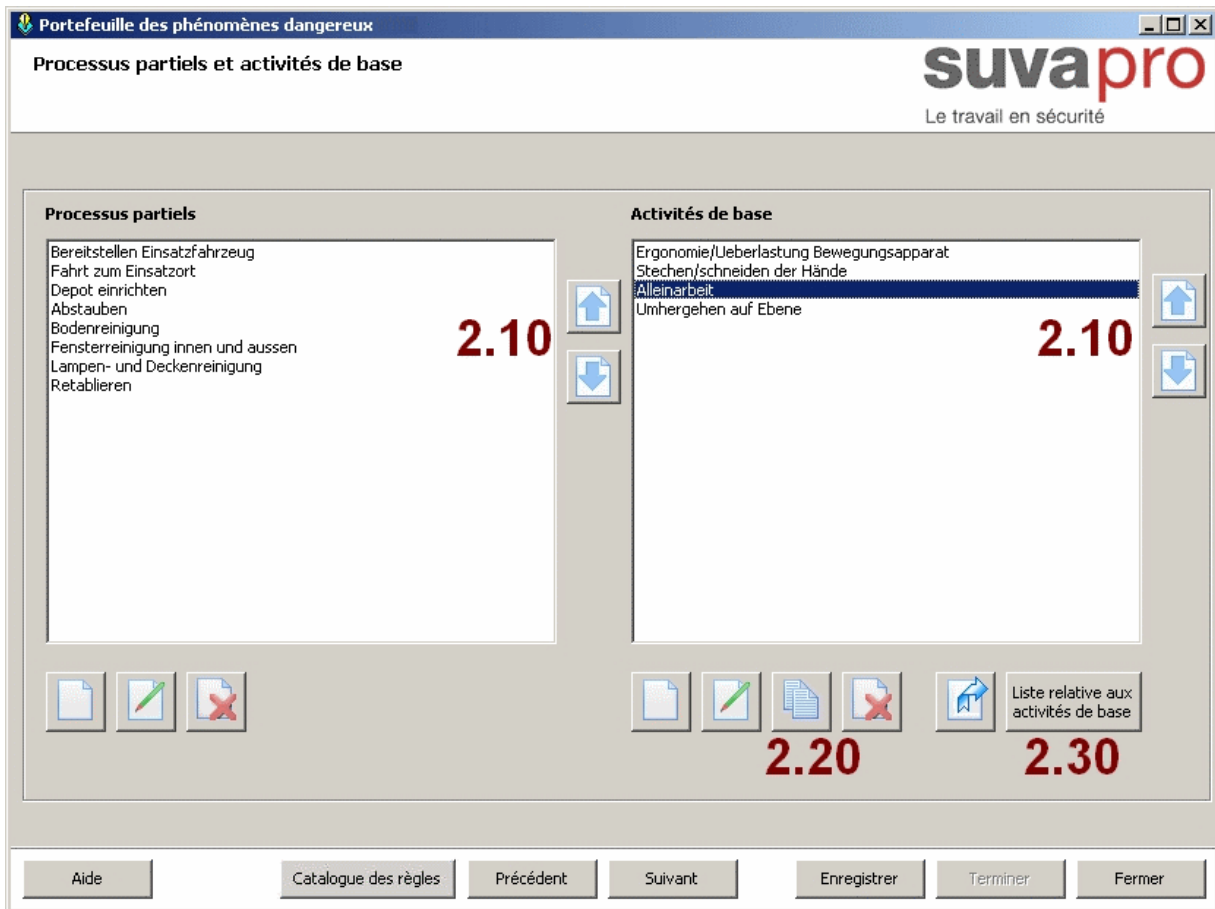 Portefeuille des phénomènes dangereux
Processus partiels et activités de base
suvapro
Le travail en sécurité
Processus partiels
Bereitstellen Einsatzfahrzeug
Fahrt zum Einsatzort
Depot einrichten
Abstauben
Bodenreinigung
Fensterreinigung innen und aussen
Lampen- und Deckenreinigung
Retablieren
2.10
Activités de base
Ergonomie/Ueberlastung Bewegungsapparat
Stechen/schneiden der Hände
Alleinarbeit
Umhergehen auf Ebene
2.10
Liste relative aux
activités de base
2.20
2.30
Aide
Catalogue des règles
Précédent
Suivant
Enregistrer
Terminer
Fermer